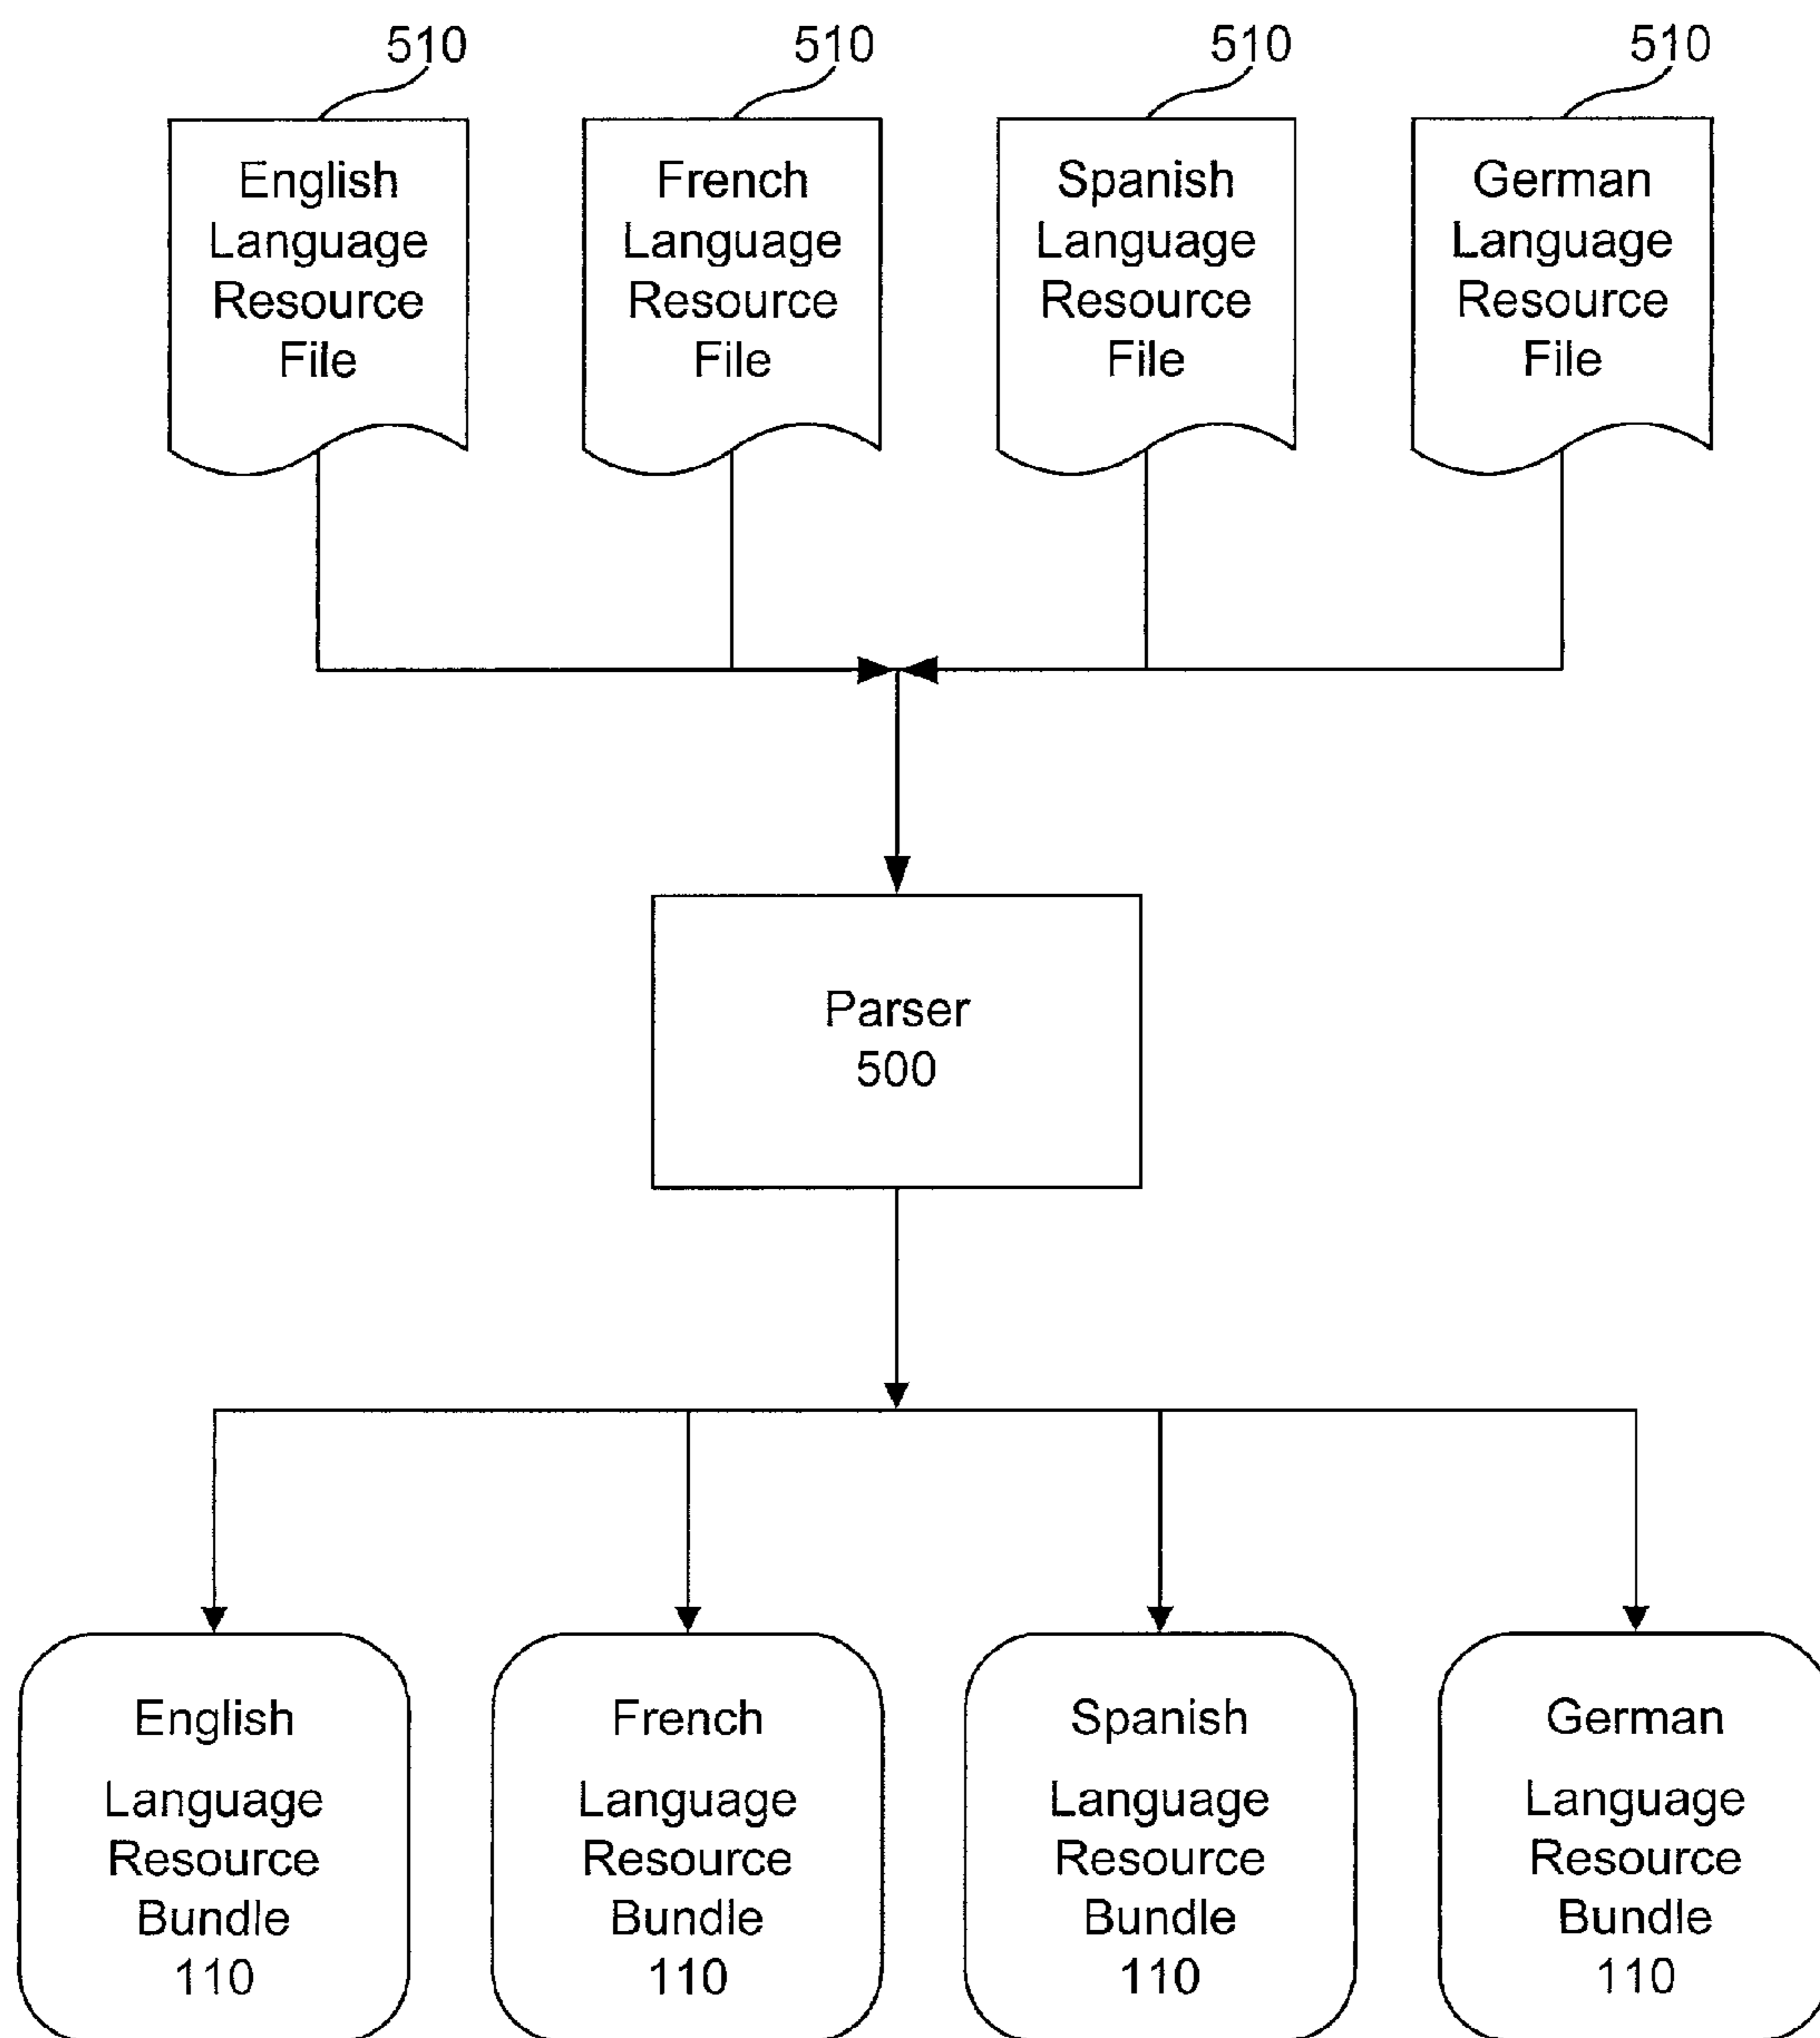 510
510
510
510
English
Language
Resource
File
French
Language
Resource
File
Spanish
Language
Resource
File
German
Language
Resource
File
Parser
500
English
Language
Resource
Bundle
110
French
Language
Resource
Bundle
110
Spanish
Language
Resource
Bundle
110
German
Language
Resource
Bundle
110